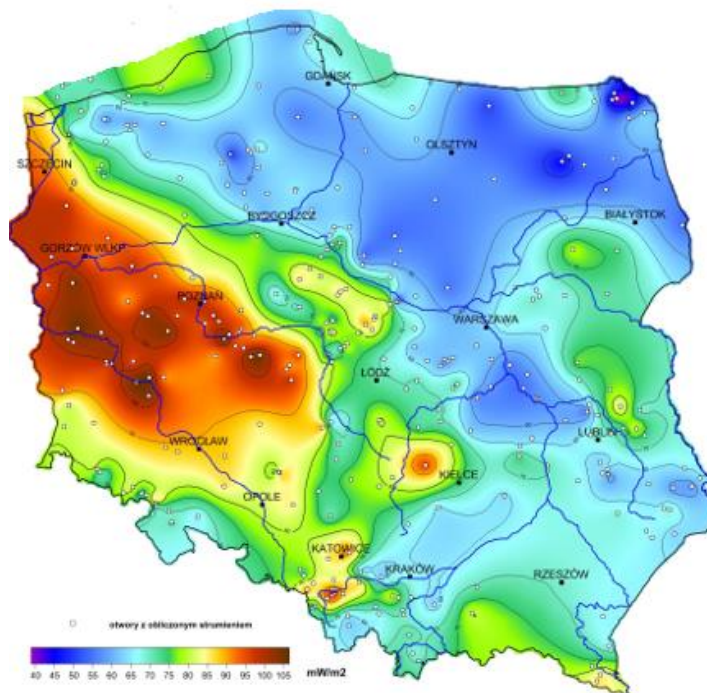 GDAŃSK
OLSZTYN
SZCZECIN
BYDGOSZCZ
BIAŁYSTOK
GORZÓW WLKP
POZNAŃ
WARSZAWA
ŁÓDŹ
WROCŁAW
LUBLIN
KIELCE
OPOLE
KATOWICE
KRAKÓW
RZESZÓW
otwory z obliczonym strumieniem
40 45 50 55 60 65 70 75 80 85 90 95 100 105 mW/m2